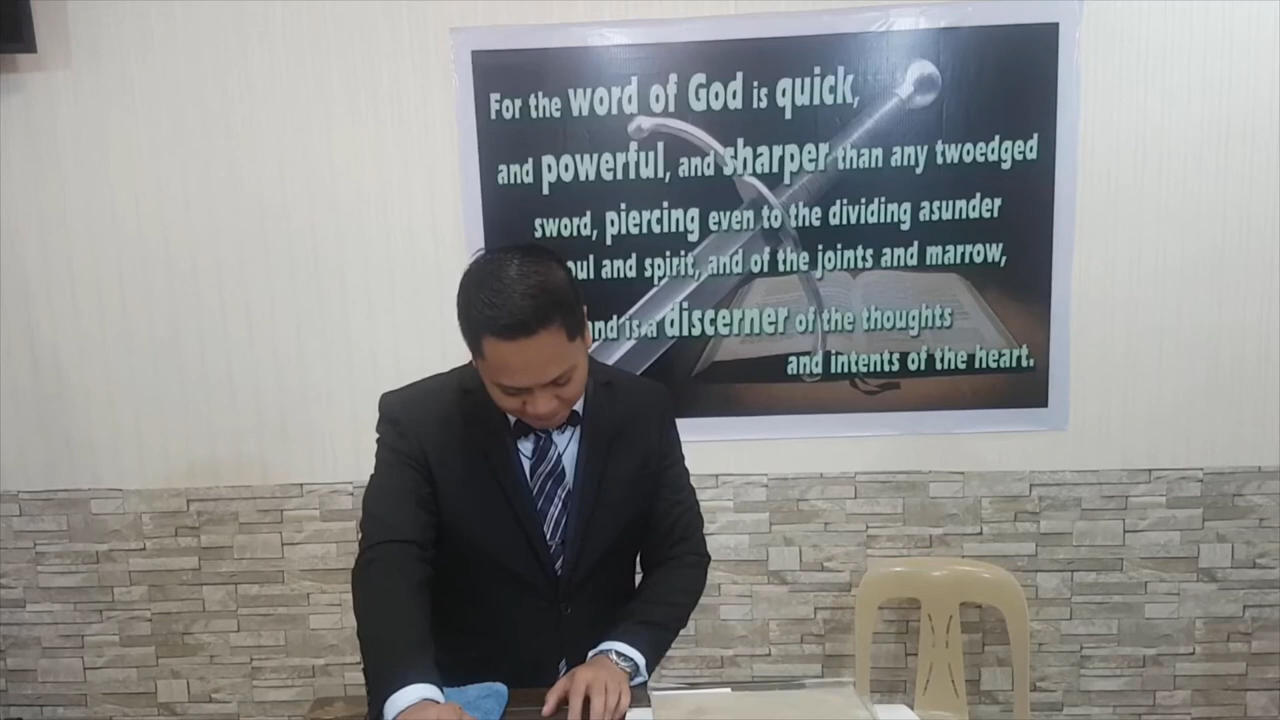 For the word of God is quick,
and powerful, and sharper than any twoedged
sword, piercing even to the dividing asunder
and spirit, and of the joints and marrow,
is a discerner of the thoughts
and intents of the heart.